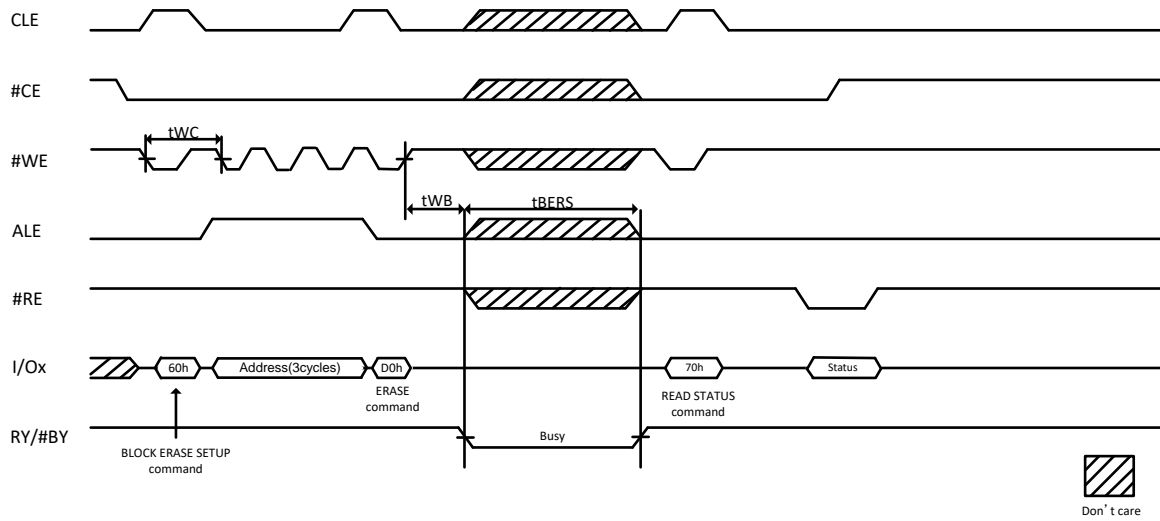 CLE
#CE
tWC
#WE
tWB
tBERS
ALE
#RE
I/Ox
60h
Address(3cycles)
D0h
70h
Status
ERASE
command
READ STATUS
command
RY/#BY
Busy
BLOCK ERASE SETUP
command
Don’t care